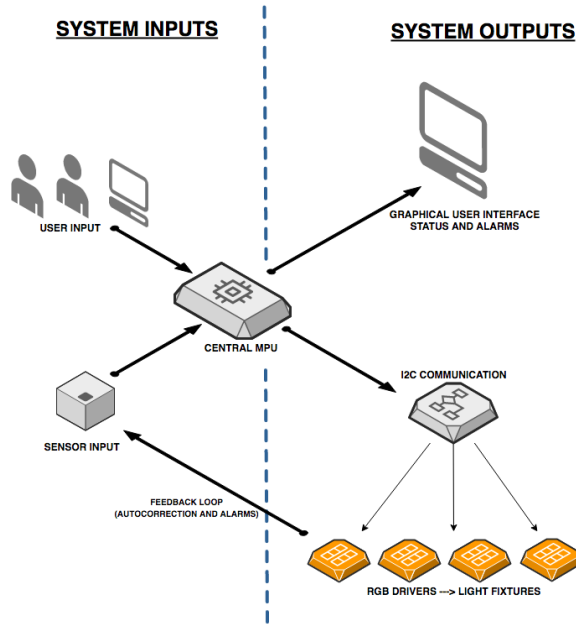 SYSTEM INPUTS
SYSTEM OUTPUTS
USER INPUT
GRAPHICAL USER INTERFACE
STATUS AND ALARMS
CENTRAL MPU
I2C COMMUNICATION
SENSOR INPUT
FEEDBACK LOOP
(AUTOCORRECTION AND ALARMS)
RGB DRIVERS ---> LIGHT FIXTURES